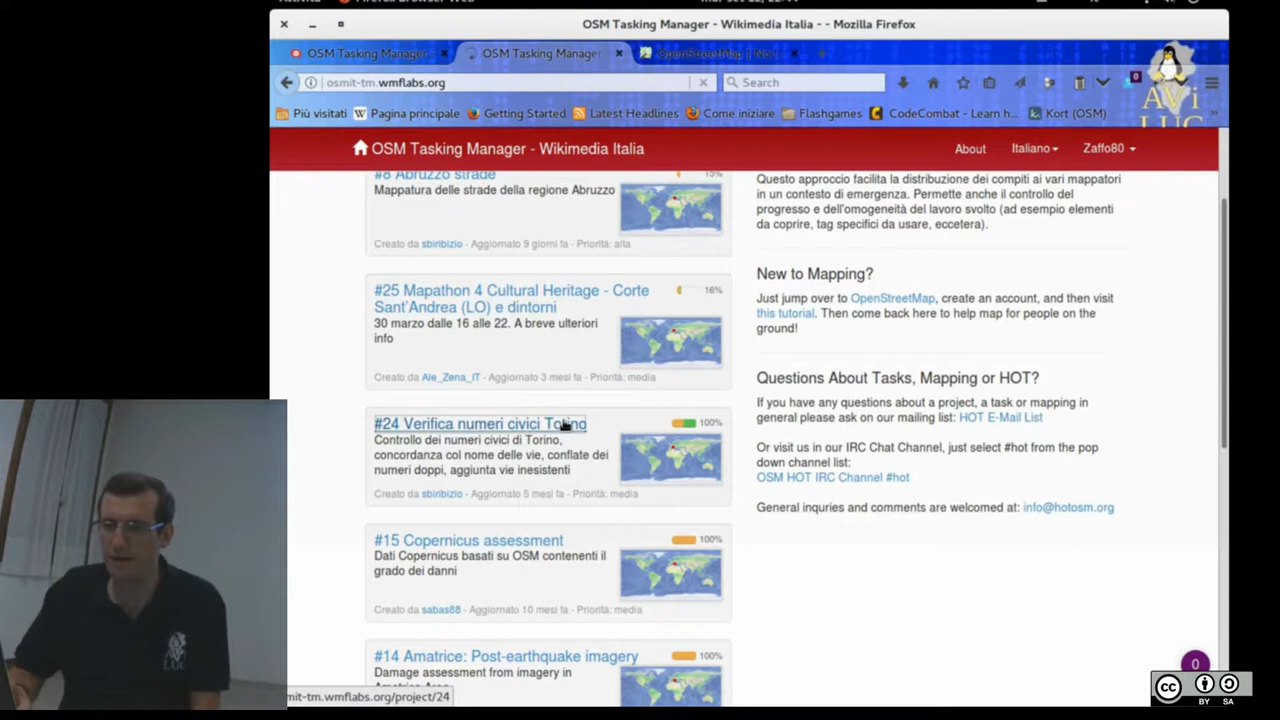 OSM Tasking Manager - Wikimedia Italia - - Mozilla Firefox
OSM Tasking Manager
OSM Tasking Manager
OpenStreetMap |
osmit-tm.wmflabs.org
Search
0
AVi
LUG
Più visitati
Pagina principale
Getting Started
Latest Headlines
Come iniziare
Flashgames
CodeCombat - Learn h...
Kort (OSM)
OSM Tasking Manager - Wikimedia Italia
About
Italiano
Zaffo80
#8 Abruzzo strade
15%
Mappatura delle strade della regione Abruzzo
Creato da sbiribizio - Aggiornato 9 giorni fa - Priorità: alta
#25 Mapathon 4 Cultural Heritage - Corte
Sant'Andrea (LO) e dintorni
16%
30 marzo dalle 16 alle 22. A breve ulteriori
info
Creato da Ale_Zena_IT - Aggiornato 3 mesi fa - Priorità: media
#24 Verifica numeri civici Torino
100%
Controllo dei numeri civici di Torino,
concordanza col nome delle vie, conflate dei
numeri doppi, aggiunta vie inesistenti
Creato da sbiribizio - Aggiornato 5 mesi fa - Priorità: media
#15 Copernicus assessment
100%
Dati Copernicus basati su OSM contenenti il
grado dei danni
Creato da sabas88 - Aggiornato 10 mesi fa - Priorità: media
#14 Amatrice: Post-earthquake imagery
100%
Damage assessment from imagery in
Questo approccio facilita la distribuzione dei compiti ai vari mappatori
in un contesto di emergenza. Permette anche il controllo del
progresso e dell'omogeneità del lavoro svolto (ad esempio elementi
da coprire, tag specifici da usare, eccetera).
New to Mapping?
Just jump over to OpenStreetMap, create an account, and then visit
this tutorial. Then come back here to help map for people on the
ground!
Questions About Tasks, Mapping or HOT?
If you have any questions about a project, a task or mapping in
general please ask on our mailing list: HOT E-Mail List
Or visit us in our IRC Chat Channel, just select #hot from the pop
down channel list:
OSM HOT IRC Channel #hot
General inquries and comments are welcomed at: info@hotosm.org
0
mit-tm.wmflabs.org/project/24
LUG
cc
BY SA